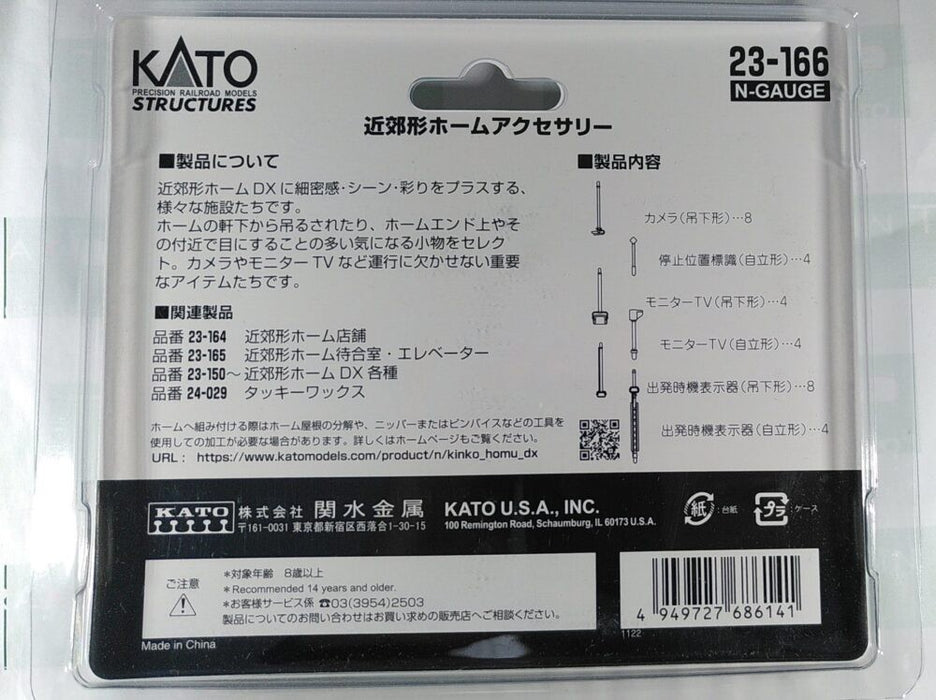 KATO
PRECISION RAILROAD MODELS
STRUCTURES
23-166
N-GAUGE
近郊形ホームアクセサリー
■製品について
近郊形ホームDXに細密感･シーン･彩りをプラスする、
様々な施設たちです。
ホームの軒下から吊るされたり、ホームエンド上やそ
の付近で目にすることの多い気になる小物をセレク
ト。カメラやモニターTVなど運行に欠かせない重要
なアイテムたちです。
■関連製品
品番 23-164 近郊形ホーム店舗
品番 23-165 近郊形ホーム待合室・エレベーター
品番 23-150～近郊形ホームDX各種
品番 24-029 タッキーワックス
ホームへ組み付ける際はホーム屋根の分解や、ニッパーまたはピンバイスなどの工具を
使用しての加工が必要な場合があります。詳しくはホームページもご覧ください。
URL： https://www.katomodels.com/product/n/kinko_homu_dx
■製品内容
カメラ(吊下形)…8
停止位置標識(自立形)…4
モニターTV(吊下形)…4
モニターTV(自立形)…4
出発時機表示器(吊下形)…8
出発時機表示器(自立形)…4
KATO
株式会社 関水金属
〒161-0031 東京都新宿区西落合1-30-15
KATO U.S.A., INC.
100 Remington Road, Schaumburg, IL 60173 U.S.A.
紙 :台紙
プラ :ケース
ご注意
*対象年齢 8歳以上
*Recommended 14 years and older.
*お客様サービス係 ☎03(3954)2503
製品についてのお問い合わせはお買い求めの販売店へご相談ください。
4 949727 686141
1122
Made in China